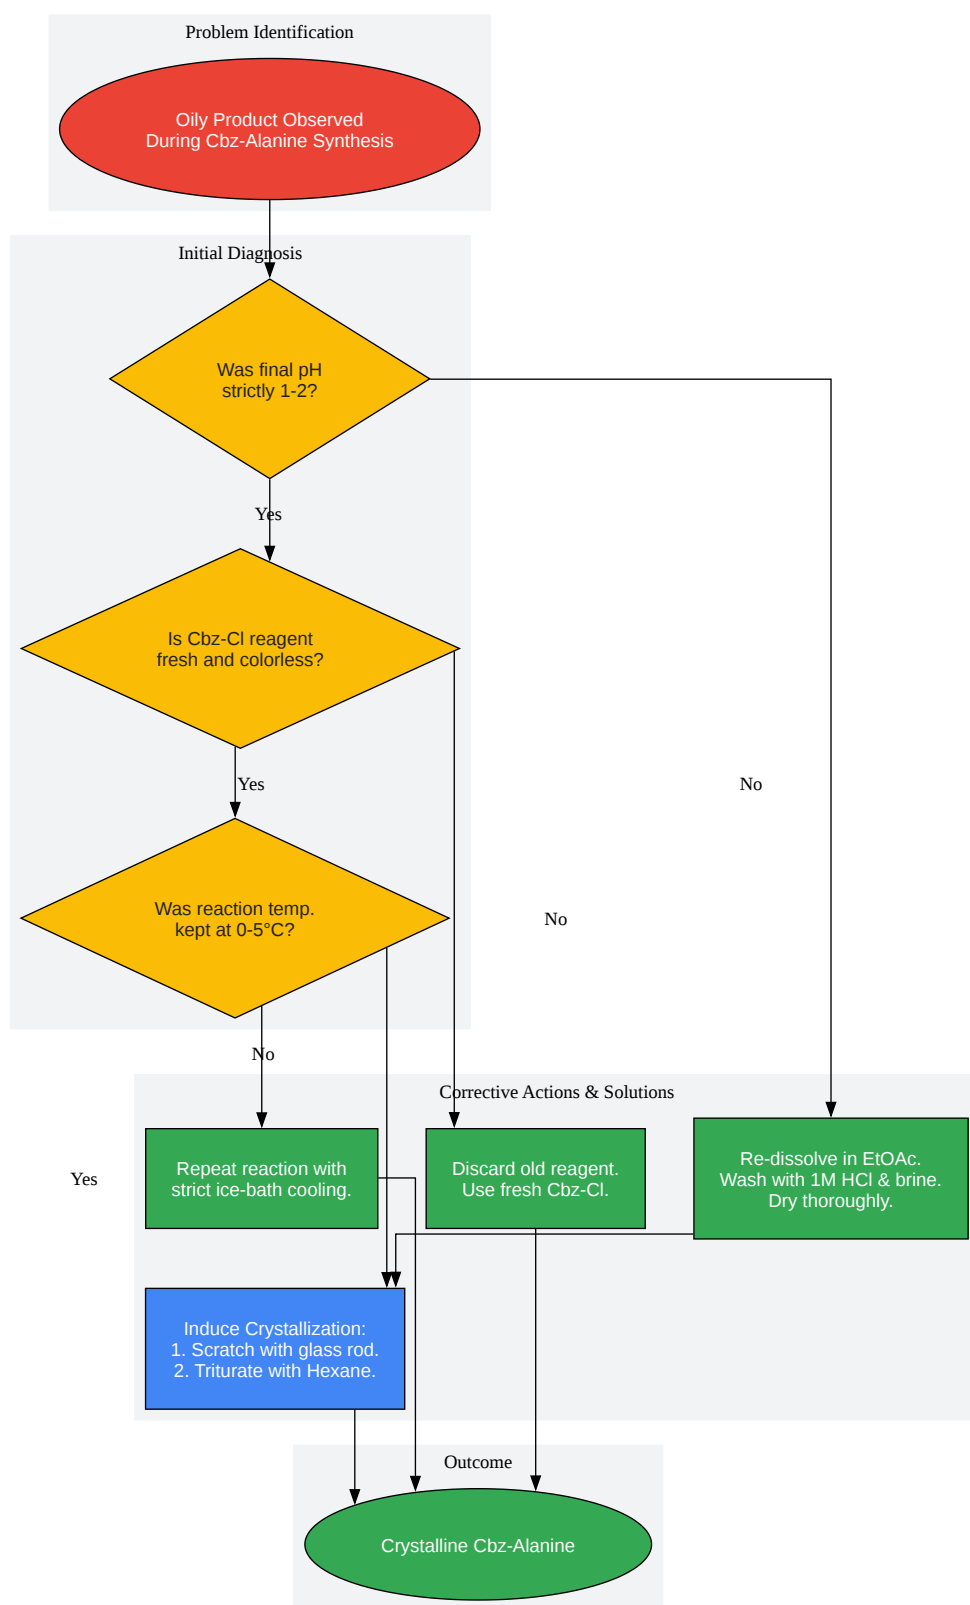 Problem Identification
Oily Product Observed
During Cbz-Alanine Synthesis
Initial Diagnosis
Was final pH
strictly 1-2?
Yes
Is Cbz-Cl reagent
fresh and colorless?
Yes
No
Was reaction temp.
kept at 0-5°C?
No
No
Corrective Actions & Solutions
Repeat reaction with
strict ice-bath cooling.
Discard old reagent.
Use fresh Cbz-Cl.
Re-dissolve in EtOAc.
Wash with 1M HCl & brine.
Dry thoroughly.
Yes
Induce Crystallization:
1. Scratch with glass rod.
2. Triturate with Hexane.
Outcome
Crystalline Cbz-Alanine